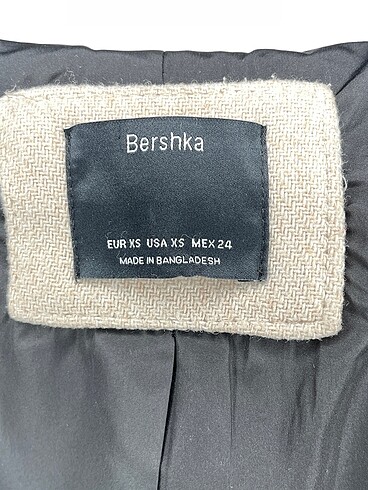 Bershka
EUR XS USA XS MEX 24
MADE IN BANGLADESH